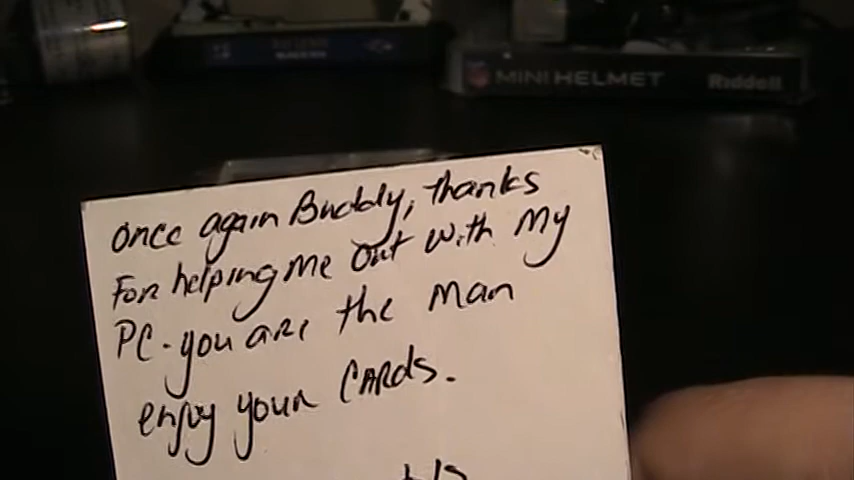 MINI HELMET
Riddell
once again Buddy, thanks
For helping Me Out with My
PC. you are the Man
enjoy your CARDS.